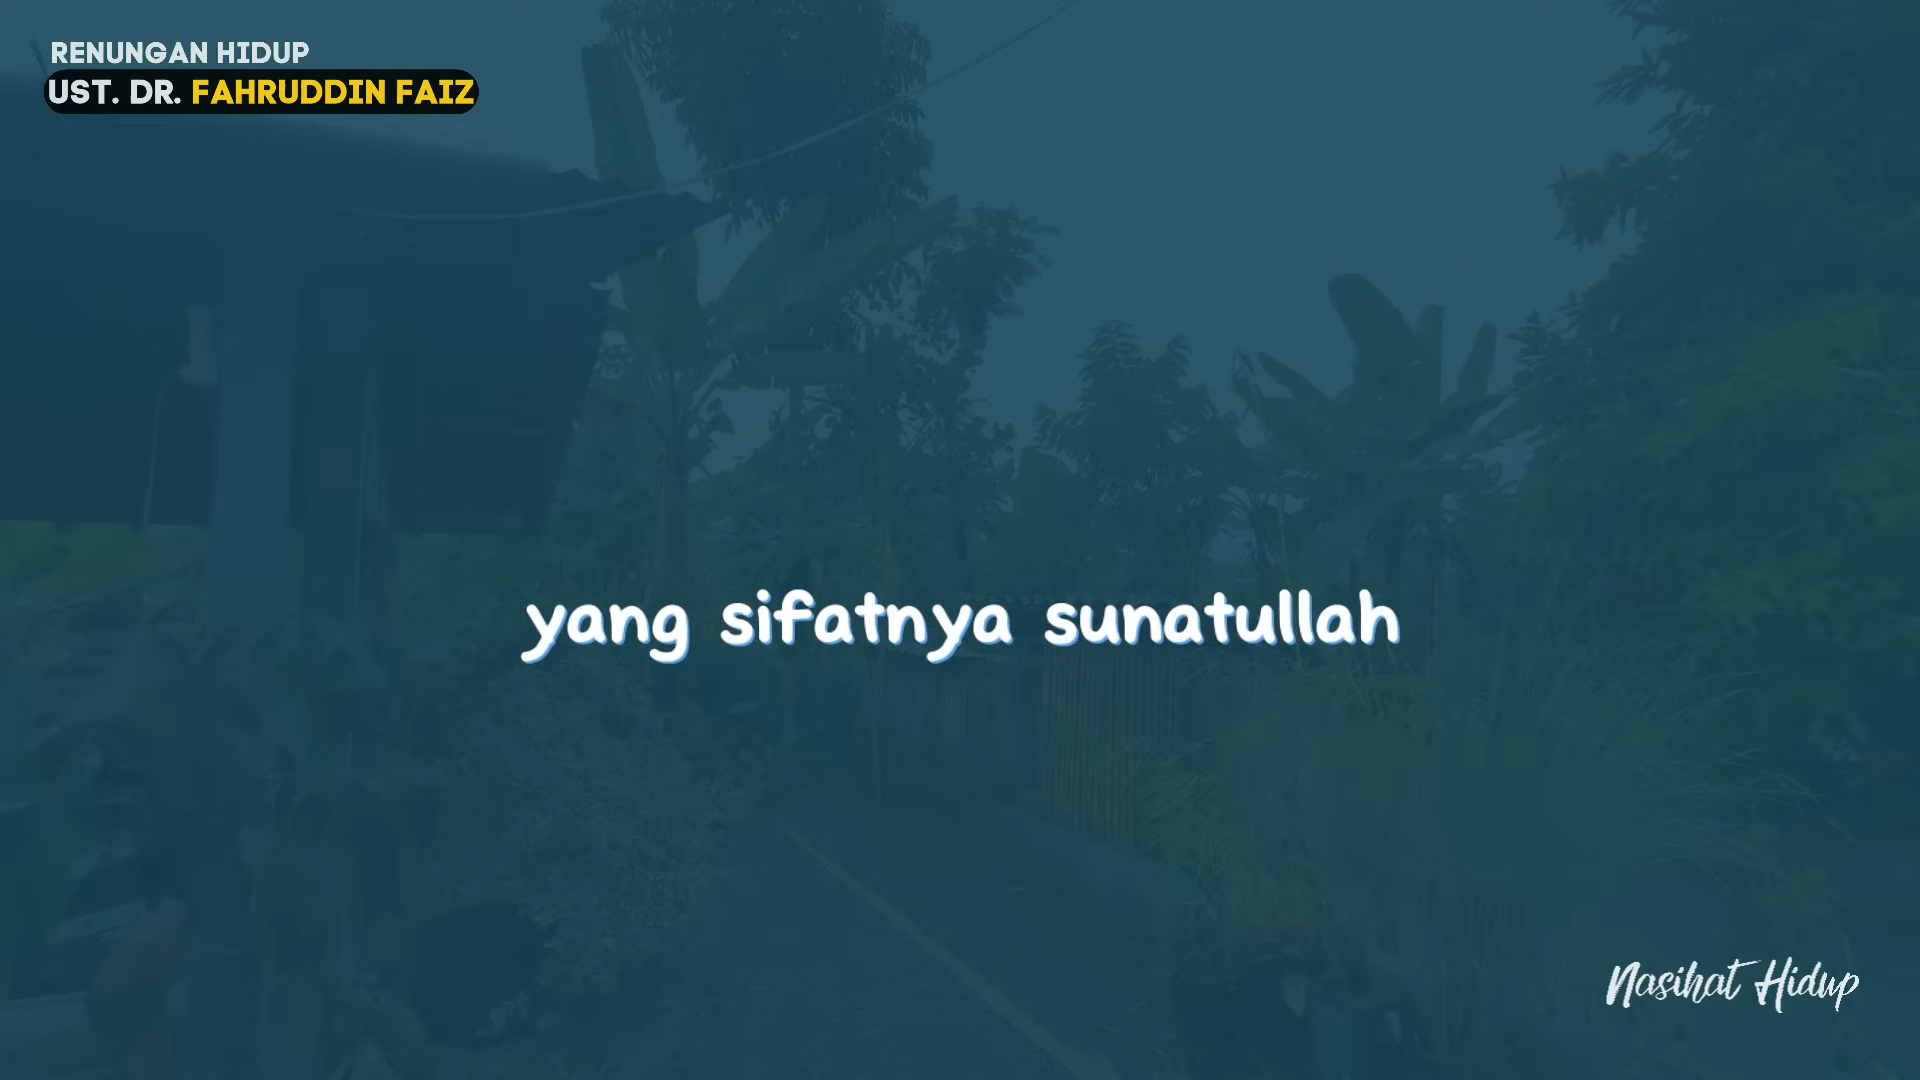 RENUNGAN HIDUP
UST. DR. FAHRUDDIN FAIZ
yang sifatnya sunatullah
Nasihat Hidup